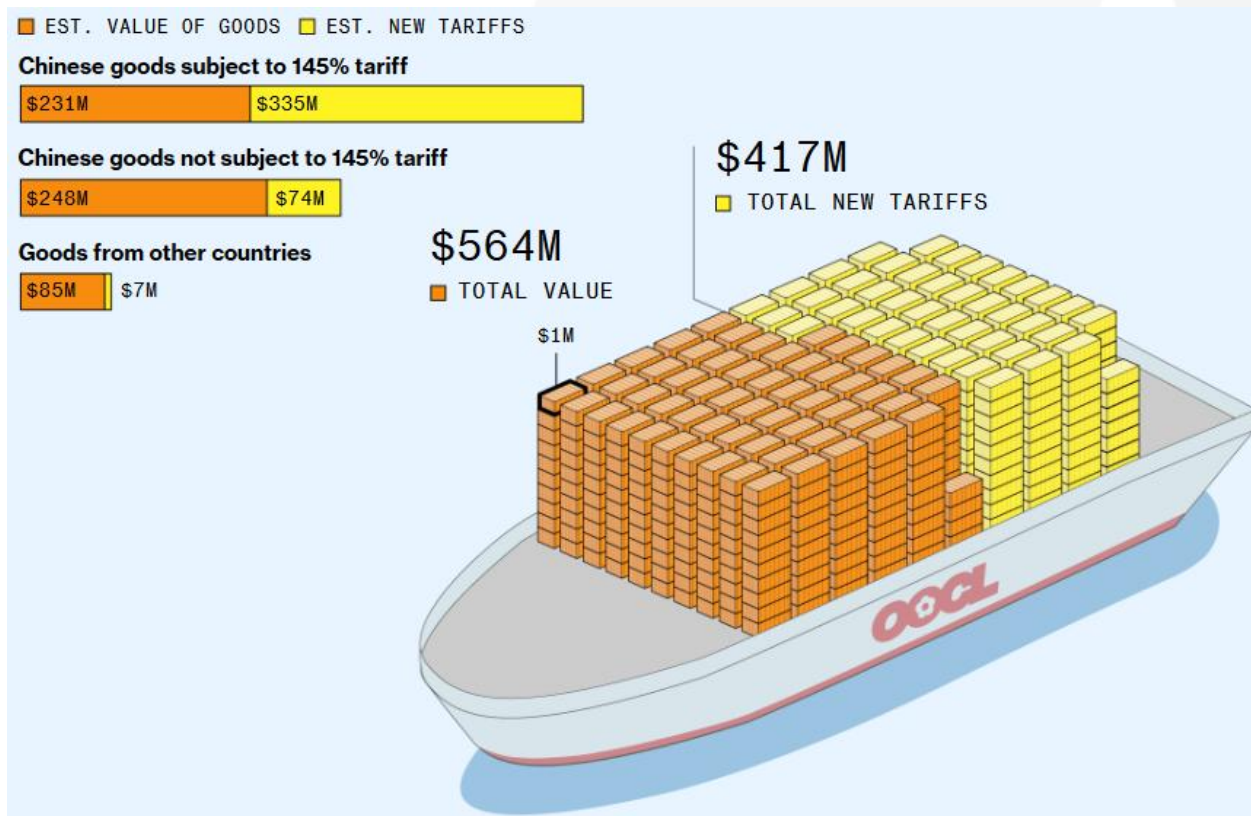 EST. VALUE OF GOODS EST. NEW TARIFFS
Chinese goods subject to 145% tariff
$231M $335M
Chinese goods not subject to 145% tariff
$248M $74M
Goods from other countries
$85M $7M
$417M
TOTAL NEW TARIFFS
$564M
TOTAL VALUE
$1M
OOCL